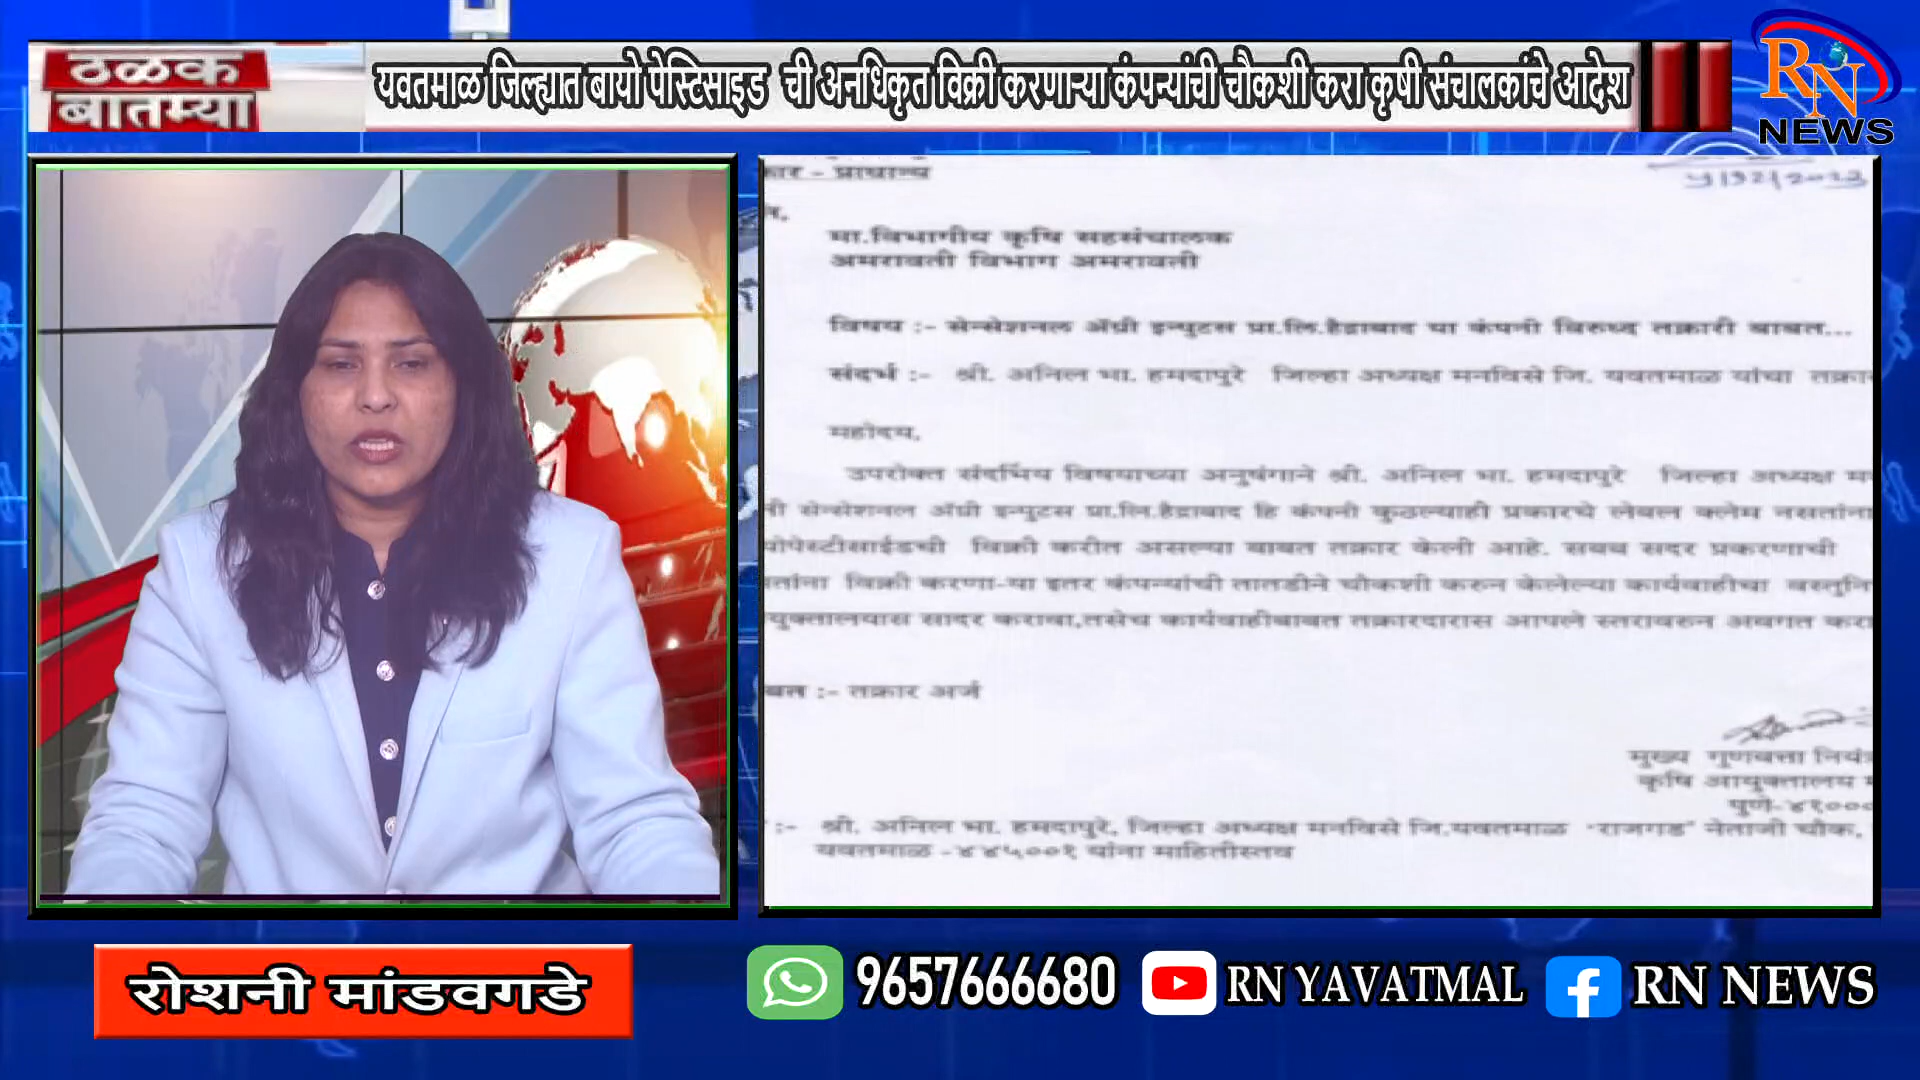 ठळक
बातम्या
यवतमाळ जिल्ह्यात बायो पेस्टिसाइड ची अनधिकृत विक्री करणाऱ्या कंपन्यांची चौकशी करा कृषी संचालकांचे आदेश
RN
NEWS
कार - प्राधान्य
मा.विभागीय कृषि सहसंचालक
अमरावती विभाग अमरावती
विषय :- सेन्सेशनल ॲग्री इन्पुटस प्रा.लि.हैद्राबाद या कंपनी विरुध्द तक्रारी बाबत...
संदर्भ :- श्री. अनिल भा. हमदापुरे जिल्हा अध्यक्ष मनविसे जि. यवतमाळ यांचा तक्रार
महोदय,
उपरोक्त संदर्भिय विषयाच्या अनुषंगाने श्री. अनिल भा. हमदापुरे जिल्हा अध्यक्ष
सेन्सेशनल ॲग्री इन्पुटस प्रा.लि.हैद्राबाद हि कंपनी कुठल्याही प्रकारचे लेबल क्लेम नसतांना
विक्री करीत असल्या बाबत तक्रार केली आहे. सबब सदर प्रकरणाची
विक्री करणा-या इतर कंपन्यांची तातडीने चौकशी करुन केलेल्या कार्यवाहीचा
सादर करावा,तसेच कार्यवाहीबाबत तक्रारदारास आपले स्तरावरुन अवगत
:- तक्रार अर्ज
मुख्य गुणवत्ता
कृषि आयुक्तालय
:- श्री. अनिल भा. हमदापुरे, जिल्हा अध्यक्ष मनविसे जि.यवतमाळ "राजगड" नेताजी चौक,
यवतमाळ -४४५००१ यांना माहितीस्तव
रोशनी मांडवगडे
9657666680
RN YAVATMAL
RN NEWS